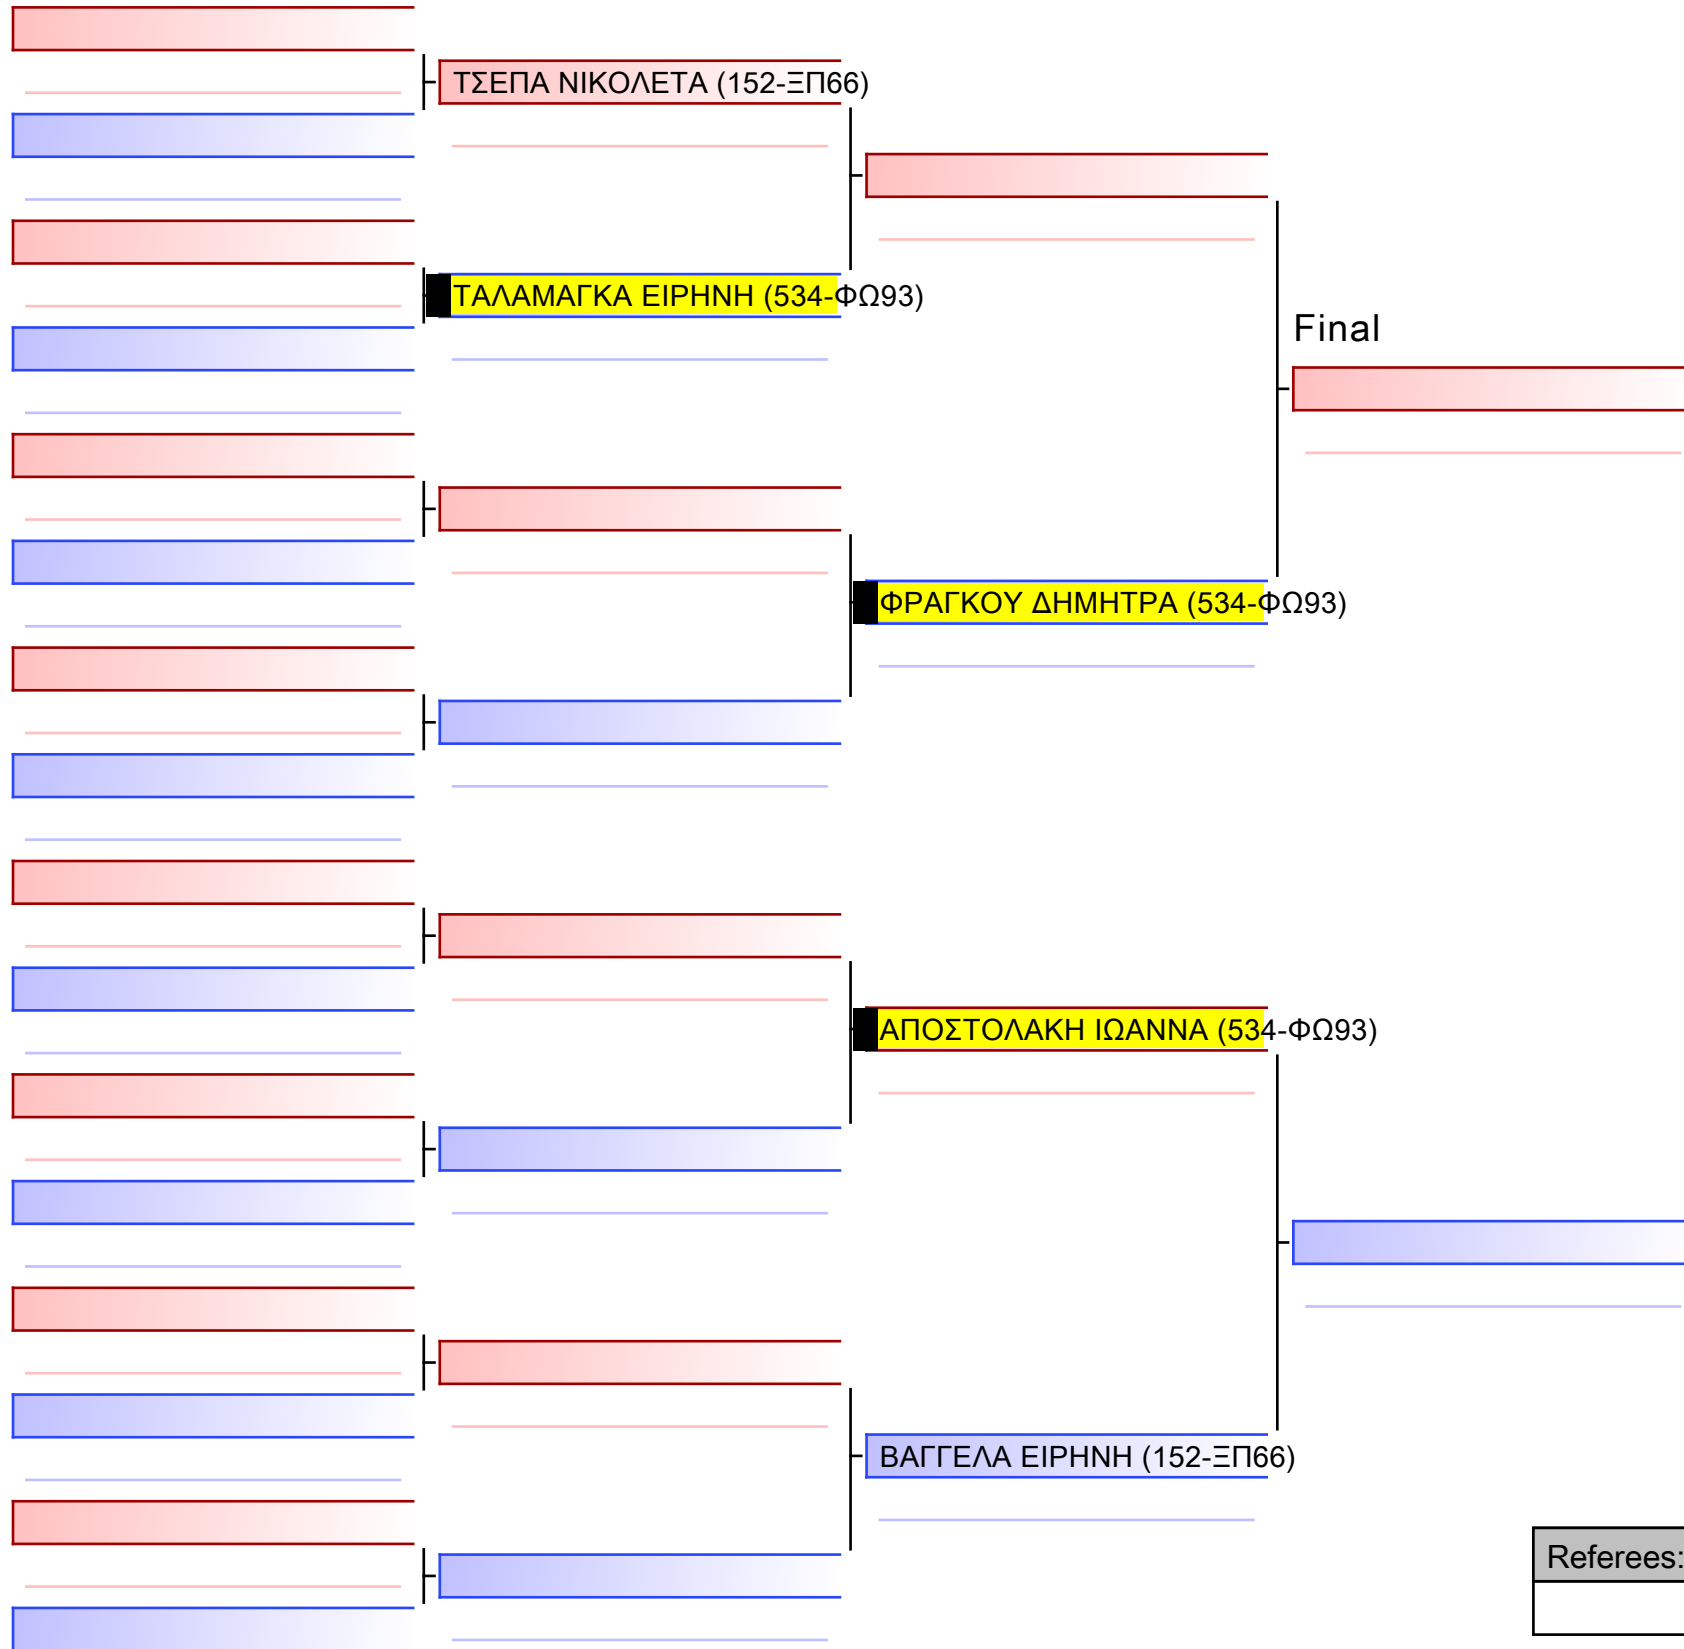 ΤΣΕΠΑ ΝΙΚΟΛΕΤΑ (152-ΞΠ66)
ΤΑΛΑΜΑΓΚΑ ΕΙΡΗΝΗ (534-ΦΩ93)
Final
ΦΡΑΓΚΟΥ ΔΗΜΗΤΡΑ (534-ΦΩ93)
ΑΠΟΣΤΟΛΑΚΗ ΙΩΑΝΝΑ (534-ΦΩ93)
ΒΑΓΓΕΛΑ ΕΙΡΗΝΗ (152-ΞΠ66)
Referees: